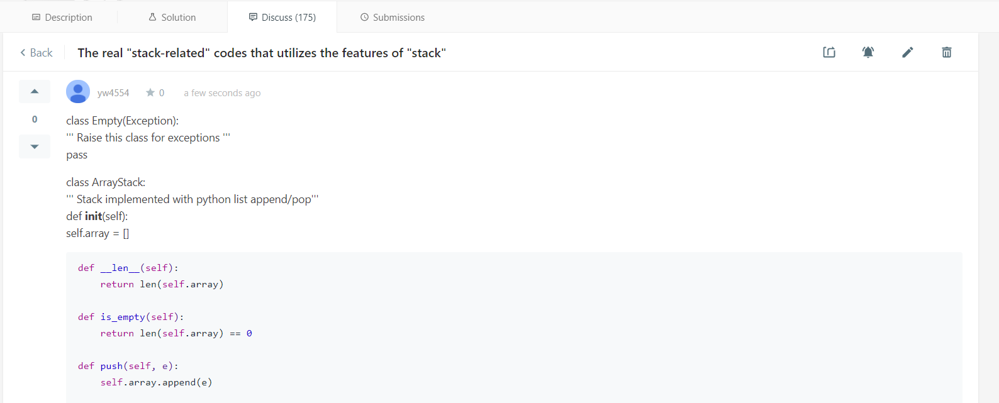 Description
Solution
Discuss (175)
Submissions
Back
The real "stack-related" codes that utilizes the features of "stack"
yw4554
0
a few seconds ago
0
class Empty(Exception):
''' Raise this class for exceptions '''
pass
class ArrayStack:
''' Stack implemented with python list append/pop'''
def init(self):
self.array = []
def __len__(self):
return len(self.array)
def is_empty(self):
return len(self.array) == 0
def push(self, e):
self.array.append(e)